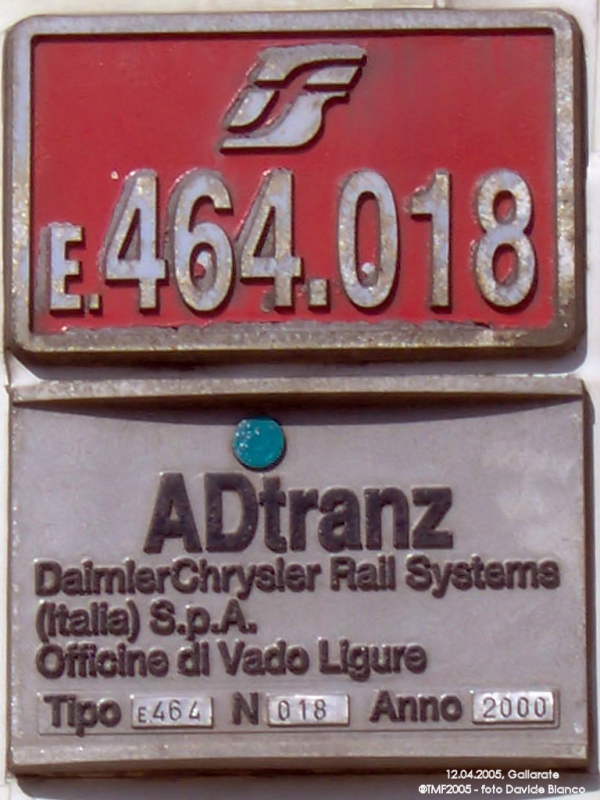 E.464.018
ADtranz
DaimlerChrysler Rail Systems
(Italia) S.p.A.
Officine di Vado Ligure
Tipo E464 N 018 Anno 2000
12.04.2005, Gallarate
©TMF2005 - foto Davide Blanco